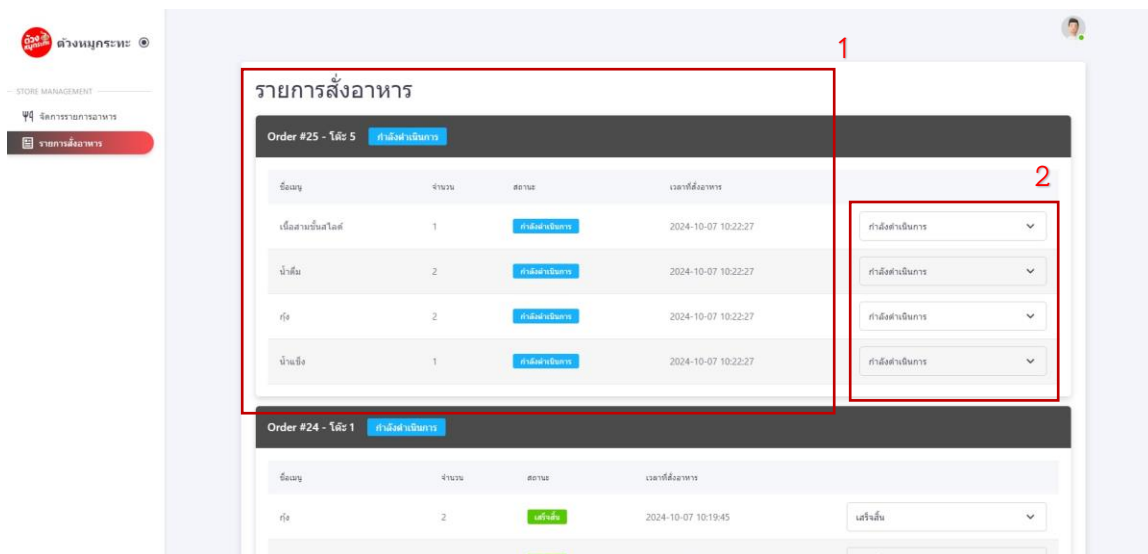 ต้วงหมูกระทะ
ต้วงหมูกระทะ
1
STORE MANAGEMENT
รายการสั่งอาหาร
จัดการรายการอาหาร
Order #25 - โต๊ะ 5 กำลังดำเนินการ
รายการสั่งอาหาร
2
ชื่อเมนู จำนวน สถานะ เวลาที่สั่งอาหาร
เนื้อสามชั้นสไลด์ 1 กำลังดำเนินการ 2024-10-07 10:22:27 กำลังดำเนินการ
น้ำดื่ม 2 กำลังดำเนินการ 2024-10-07 10:22:27 กำลังดำเนินการ
กุ้ง 2 กำลังดำเนินการ 2024-10-07 10:22:27 กำลังดำเนินการ
น้ำแข็ง 1 กำลังดำเนินการ 2024-10-07 10:22:27 กำลังดำเนินการ
Order #24 - โต๊ะ 1 กำลังดำเนินการ
ชื่อเมนู จำนวน สถานะ เวลาที่สั่งอาหาร
กุ้ง 2 เสร็จสิ้น 2024-10-07 10:19:45 เสร็จสิ้น